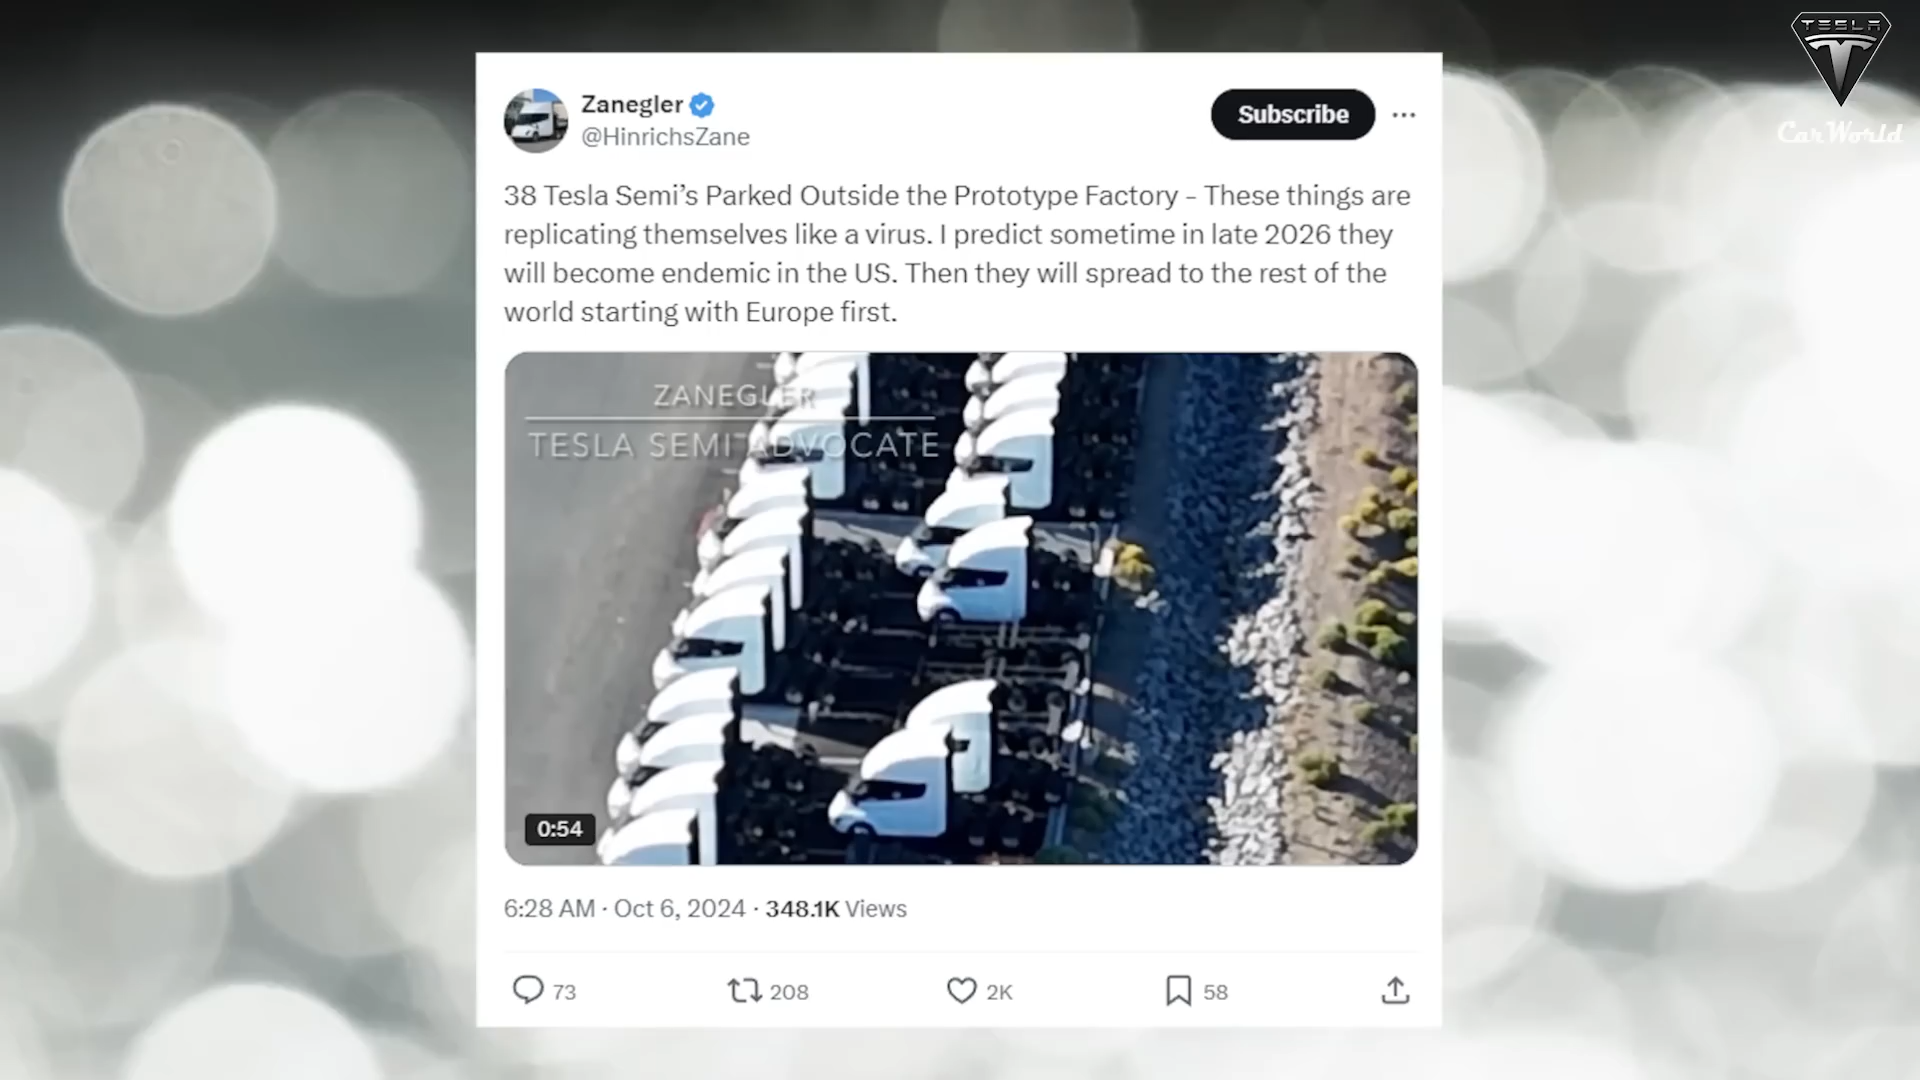 TESLA
Car World
Zanegler
@HinrichsZane
Subscribe
38 Tesla Semi’s Parked Outside the Prototype Factory – These things are
replicating themselves like a virus. I predict sometime in late 2026 they
will become endemic in the US. Then they will spread to the rest of the
world starting with Europe first.
ZANEGLER
TESLA SEMI ADVOCATE
0:54
6:28 AM · Oct 6, 2024 · 348.1K Views
73
208
2K
58